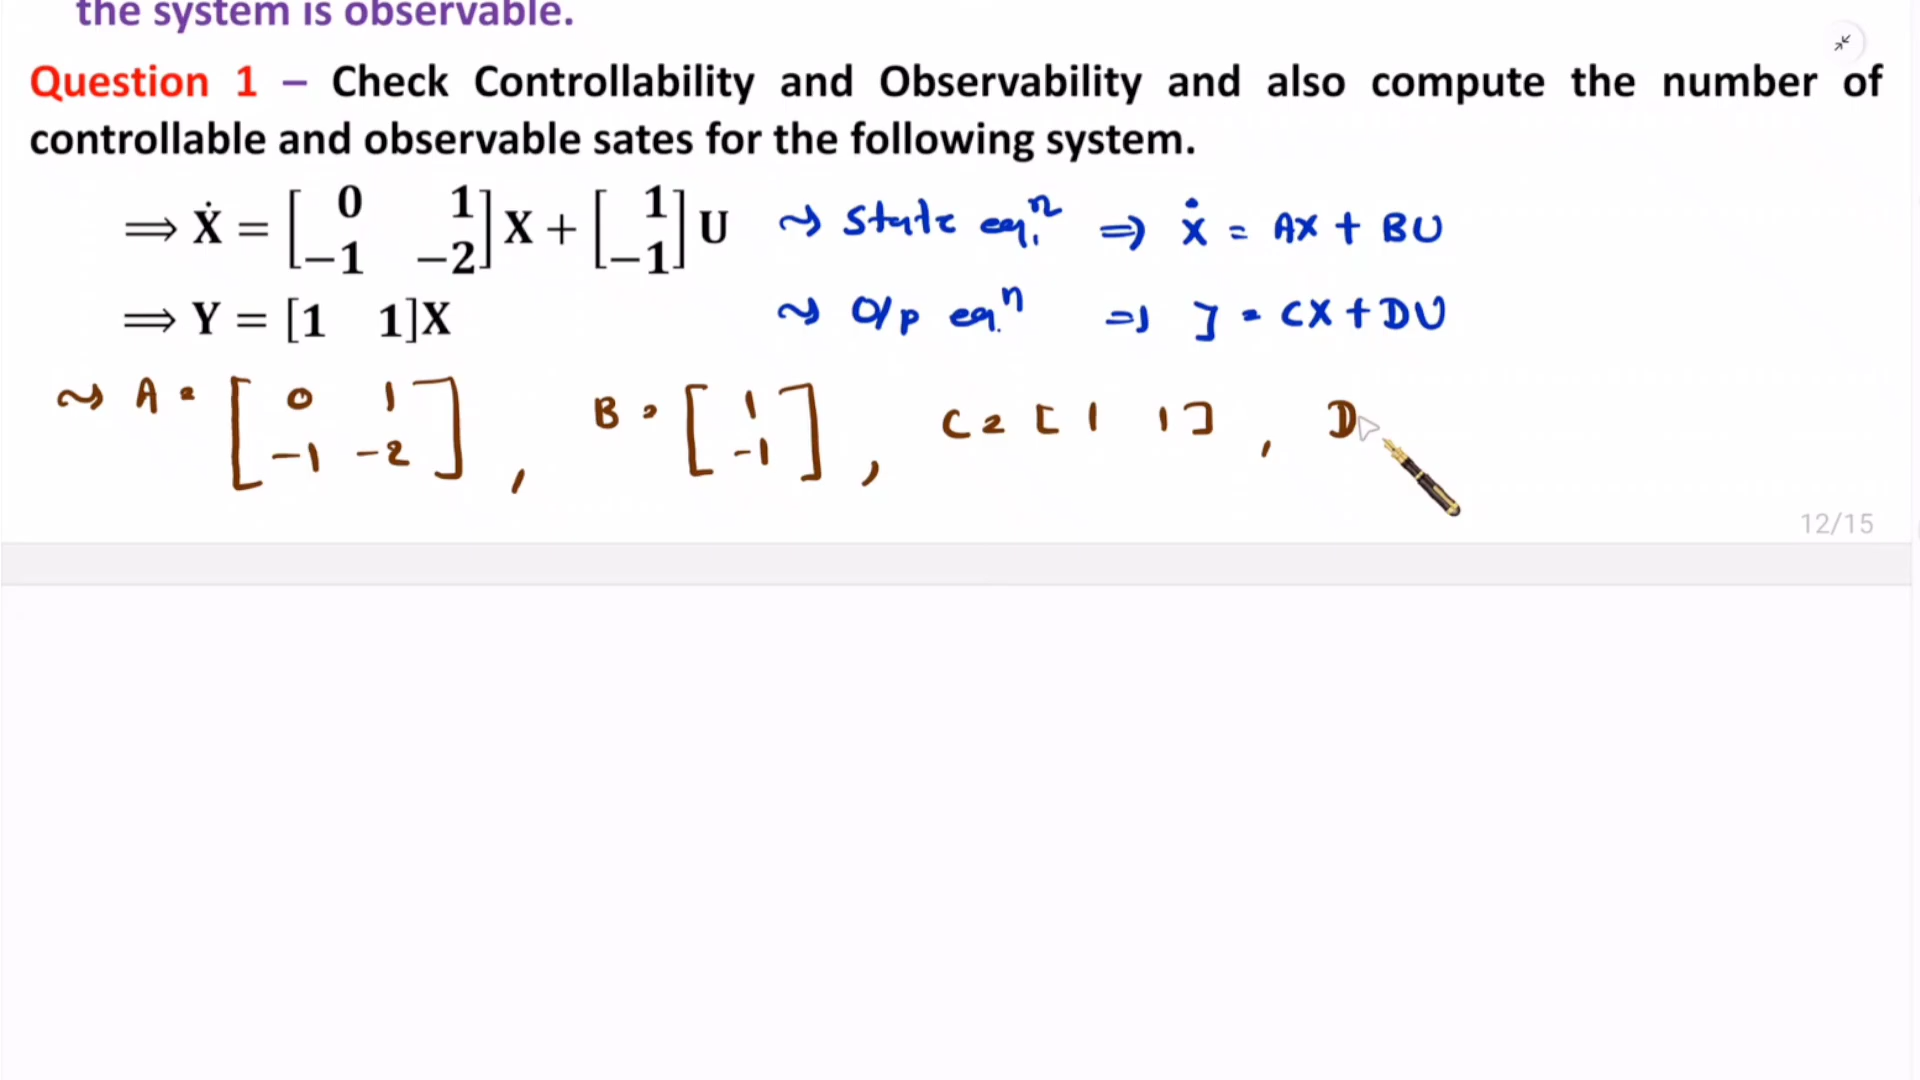 the system is observable.
Question 1 – Check Controllability and Observability and also compute the number of
controllable and observable sates for the following system.
⟹ Ẋ = [0 1; −1 −2] X + [1; −1] U ⇝ State eqⁿ. ⇒ ẋ = AX + BU
⟹ Y = [1 1]X ⇝ O/p eq.ⁿ ⇒ Y = CX + DU
⇝ A = [0 1; -1 -2] , B = [1; -1] , C = [1 1] , D
12/15